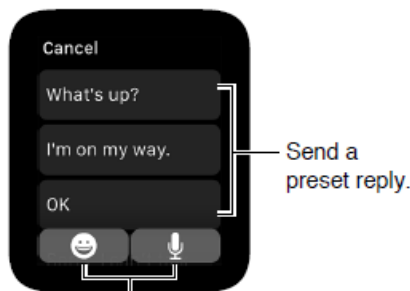 Cancel
What's up?
I'm on my way.
OK
Send a
preset reply.